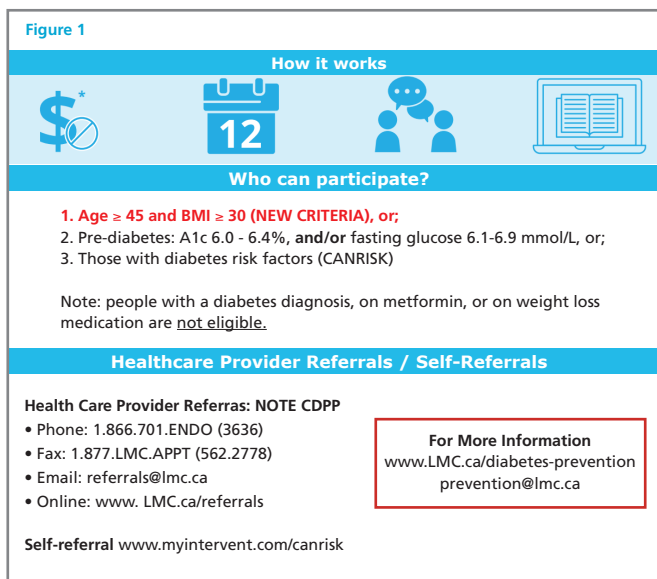 Figure 1
How it works
$*
12
Who can participate?
1. Age ≥ 45 and BMI ≥ 30 (NEW CRITERIA), or;
2. Pre-diabetes: A1c 6.0 - 6.4%, and/or fasting glucose 6.1-6.9 mmol/L, or;
3. Those with diabetes risk factors (CANRISK)
Note: people with a diabetes diagnosis, on metformin, or on weight loss
medication are not eligible.
Healthcare Provider Referrals / Self-Referrals
Health Care Provider Referras: NOTE CDPP
• Phone: 1.866.701.ENDO (3636)
• Fax: 1.877.LMC.APPT (562.2778)
• Email: referrals@lmc.ca
• Online: www. LMC.ca/referrals
Self-referral www.myintervent.com/canrisk
For More Information
www.LMC.ca/diabetes-prevention
prevention@lmc.ca